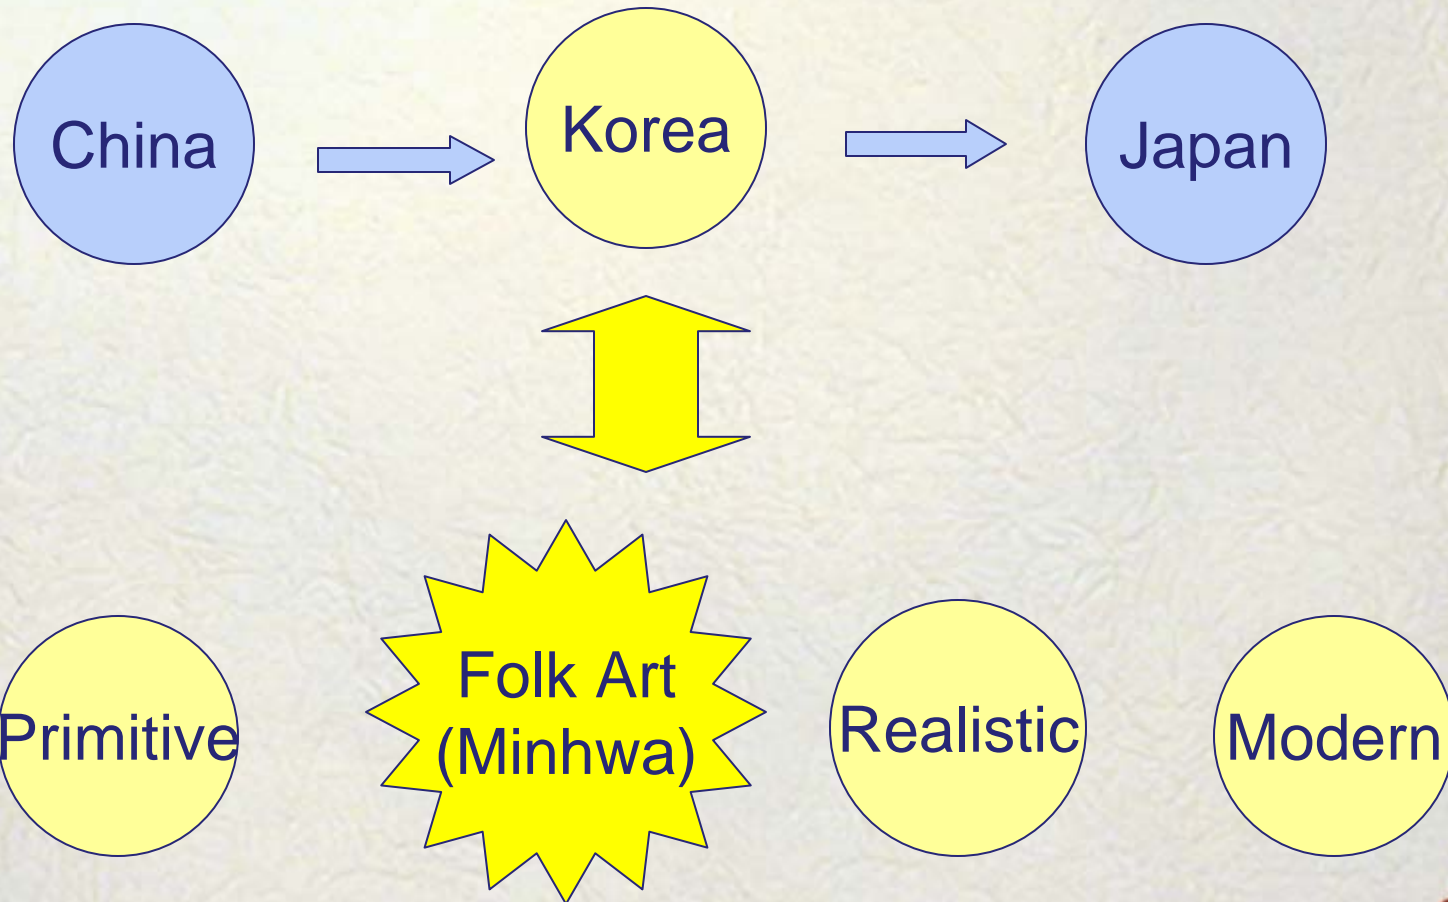 China
Korea
Japan
Primitive
Folk Art
(Minhwa)
Realistic
Modern